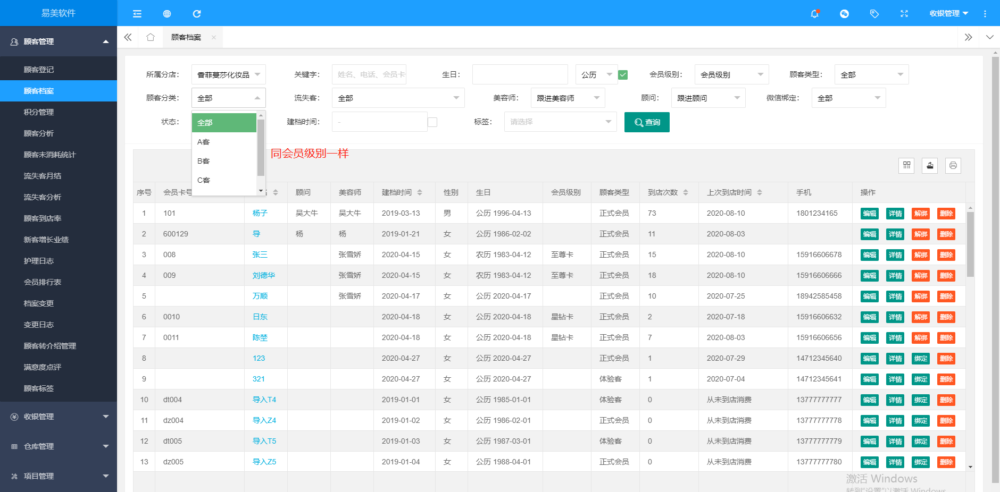 易美软件
收银管理
顾客管理
顾客登记
顾客档案
积分管理
顾客分析
顾客未消耗统计
流失客月结
流失客分析
顾客到店率
新客增长业绩
护理日志
会员排行表
档案变更
变更日志
顾客转介绍管理
满意度点评
顾客标签
收银管理
仓库管理
项目管理
顾客档案
所属分店： 香菲蔓莎化妆品 关键字： 姓名、电话、会员卡 生日： 公历 会员级别： 会员级别 顾客类型： 全部
顾客分类： 全部 流失客： 全部 美容师： 跟进美容师 顾问： 跟进顾问 微信绑定： 全部
状态： 建档时间： - 标签： 请选择 查询
全部
A客
B客
C客
同会员级别一样
序号 会员卡号 顾问 美容师 建档时间 性别 生日 会员级别 顾客类型 到店次数 上次到店时间 手机 操作
1 101 杨子 吴大牛 吴大牛 2019-03-13 男 公历 1996-04-13 正式会员 73 2020-08-10 1801234165 编辑 详情 解绑 删除
2 600129 导 杨 杨 2019-01-21 女 公历 1986-02-02 正式会员 11 2020-08-03 编辑 详情 解绑 删除
3 008 张三 张雪娇 2020-04-15 女 农历 1983-04-12 至尊卡 正式会员 15 2020-08-10 15916606678 编辑 详情 解绑 删除
4 009 刘德华 张雪娇 2020-04-15 女 农历 1983-04-12 至尊卡 正式会员 18 2020-08-10 15916606666 编辑 详情 解绑 删除
5 万顺 张雪娇 2020-04-17 女 公历 2020-04-17 正式会员 10 2020-07-25 18942585458 编辑 详情 解绑 删除
6 0010 日东 2020-04-18 女 公历 2020-04-18 星钻卡 正式会员 2 2020-07-18 15916606632 编辑 详情 解绑 删除
7 0011 陈埜 2020-04-18 女 公历 2020-04-18 星钻卡 正式会员 7 2020-08-03 15916606656 编辑 详情 解绑 删除
8 123 2020-04-27 女 公历 2020-04-27 正式会员 1 2020-07-29 14712345640 编辑 详情 绑定 删除
9 321 2020-04-27 女 公历 2020-04-27 体验客 1 2020-07-04 14712345641 编辑 详情 绑定 删除
10 dt004 导入T4 2019-01-01 女 公历 1985-01-01 体验客 0 从未到店消费 13777777777 编辑 详情 绑定 删除
11 dz004 导入Z4 2019-01-02 女 公历 1986-02-01 正式会员 0 从未到店消费 13777777778 编辑 详情 绑定 删除
12 dt005 导入T5 2019-01-03 女 公历 1987-03-01 体验客 0 从未到店消费 13777777779 编辑 详情 绑定 删除
13 dz005 导入Z5 2019-01-04 女 公历 1988-04-01 正式会员 0 从未到店消费 13777777780 编辑 详情 绑定 删除
激活 Windows
转到"设置"以激活 Windows